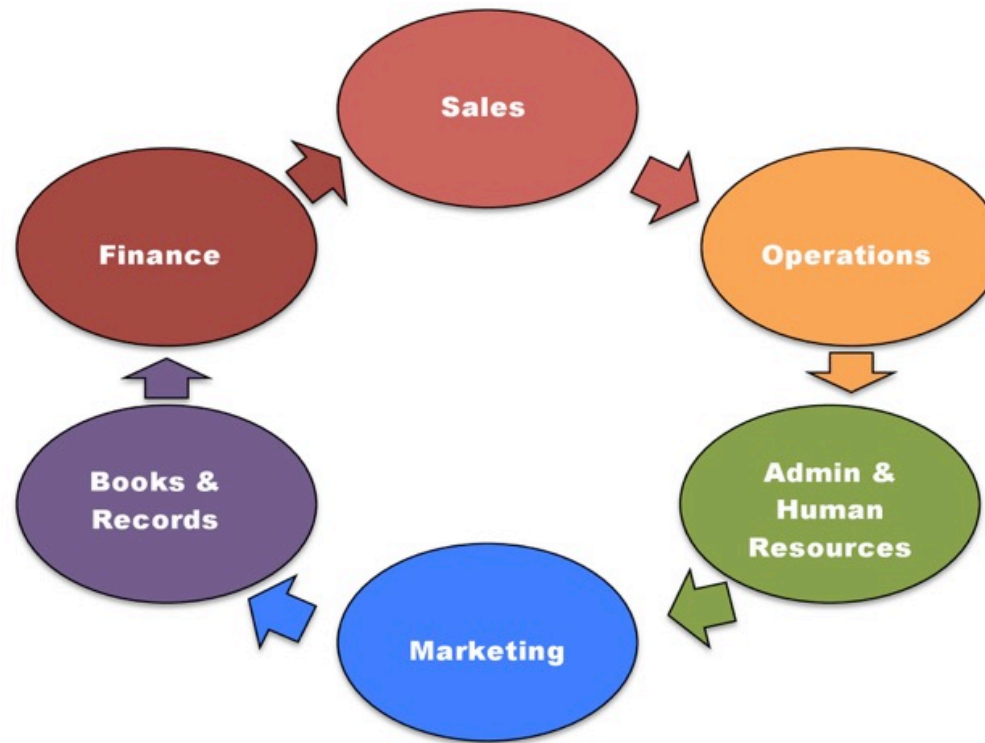 Sales
Operations
Admin &
Human
Resources
Marketing
Books &
Records
Finance